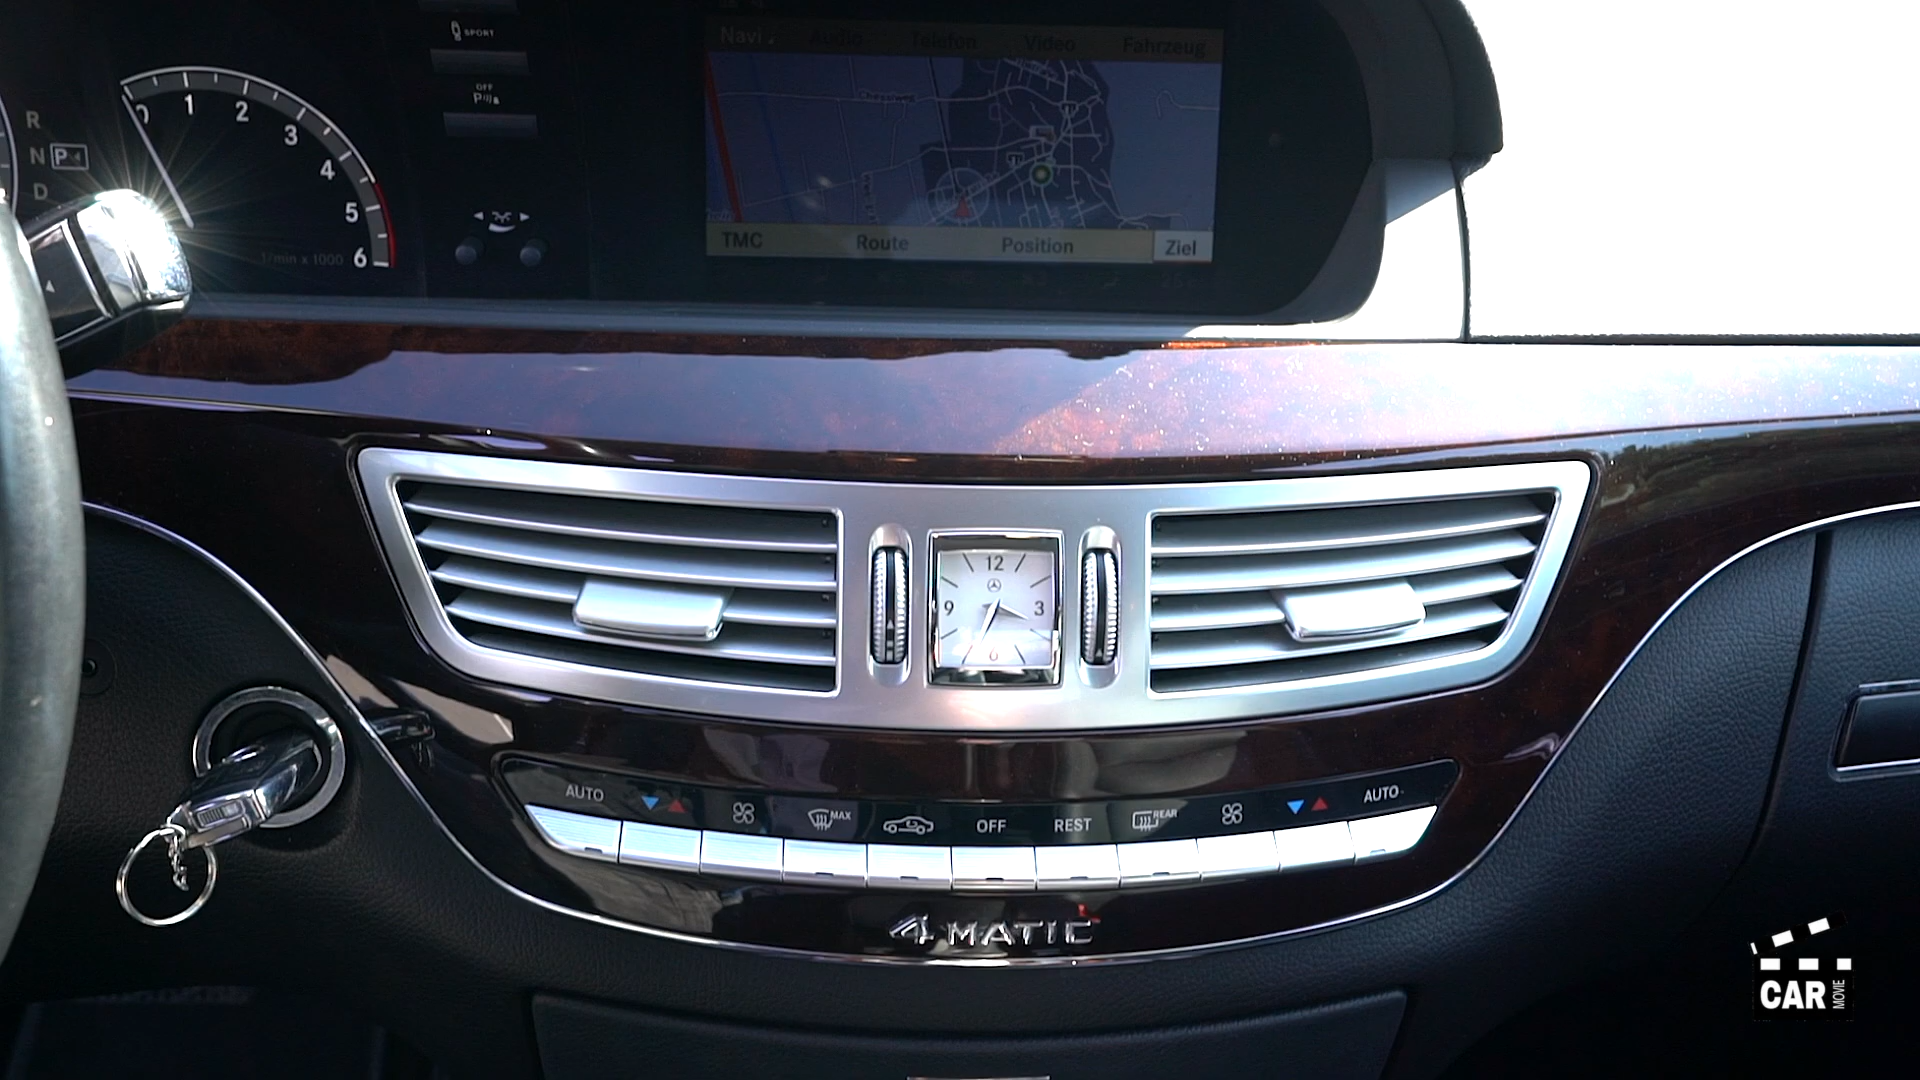 SPORT
OFF
R
N P
D
0 1 2 3 4 5 6
1/min x 1000
Navi Audio Telefon Video Fahrzeug
TMC Route Position Ziel
12
9 3
6
AUTO MAX OFF REST REAR AUTO
4MATIC
CAR
MOVIE